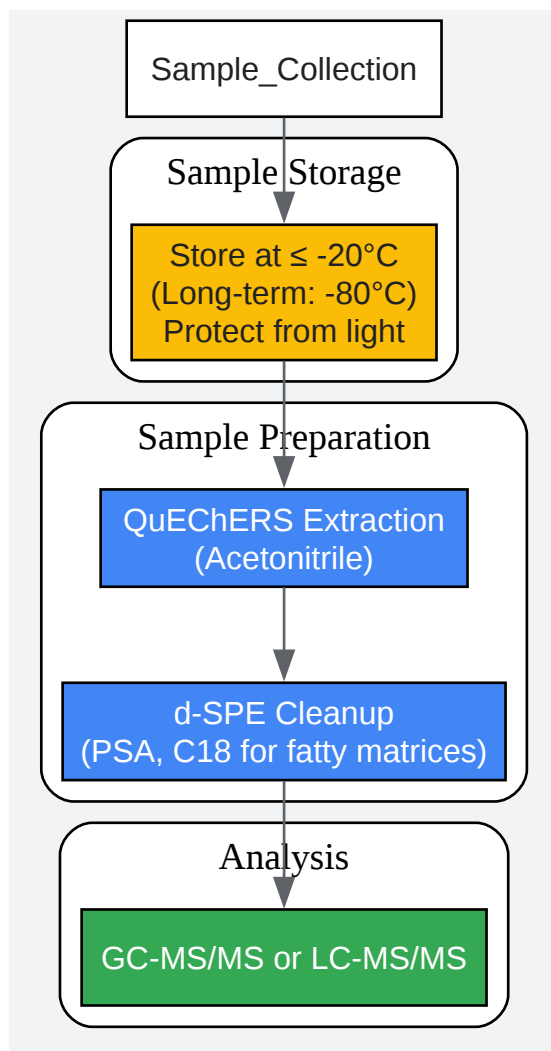 Sample_Collection
Sample Storage
Store at ≤ -20°C
(Long-term: -80°C)
Protect from light
Sample Preparation
QuEChERS Extraction
(Acetonitrile)
d-SPE Cleanup
(PSA, C18 for fatty matrices)
Analysis
GC-MS/MS or LC-MS/MS